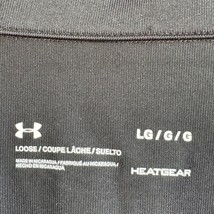 LG / G / G
LOOSE / COUPE LÂCHE / SUELTO
MADE IN NICARAGUA / FABRIQUÉ AU NICARAGUA /
HECHO EN NICARAGUA
HEATGEAR